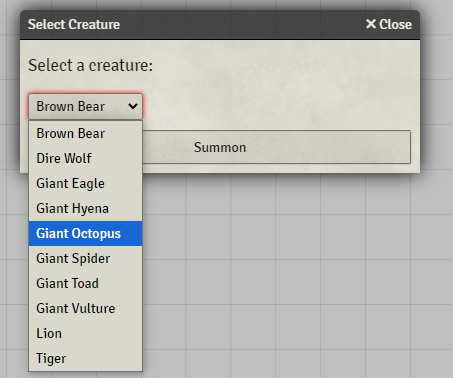 Select Creature
✕ Close
Select a creature:
Brown Bear
Brown Bear
Dire Wolf
Giant Eagle
Giant Hyena
Giant Octopus
Giant Spider
Giant Toad
Giant Vulture
Lion
Tiger
Summon